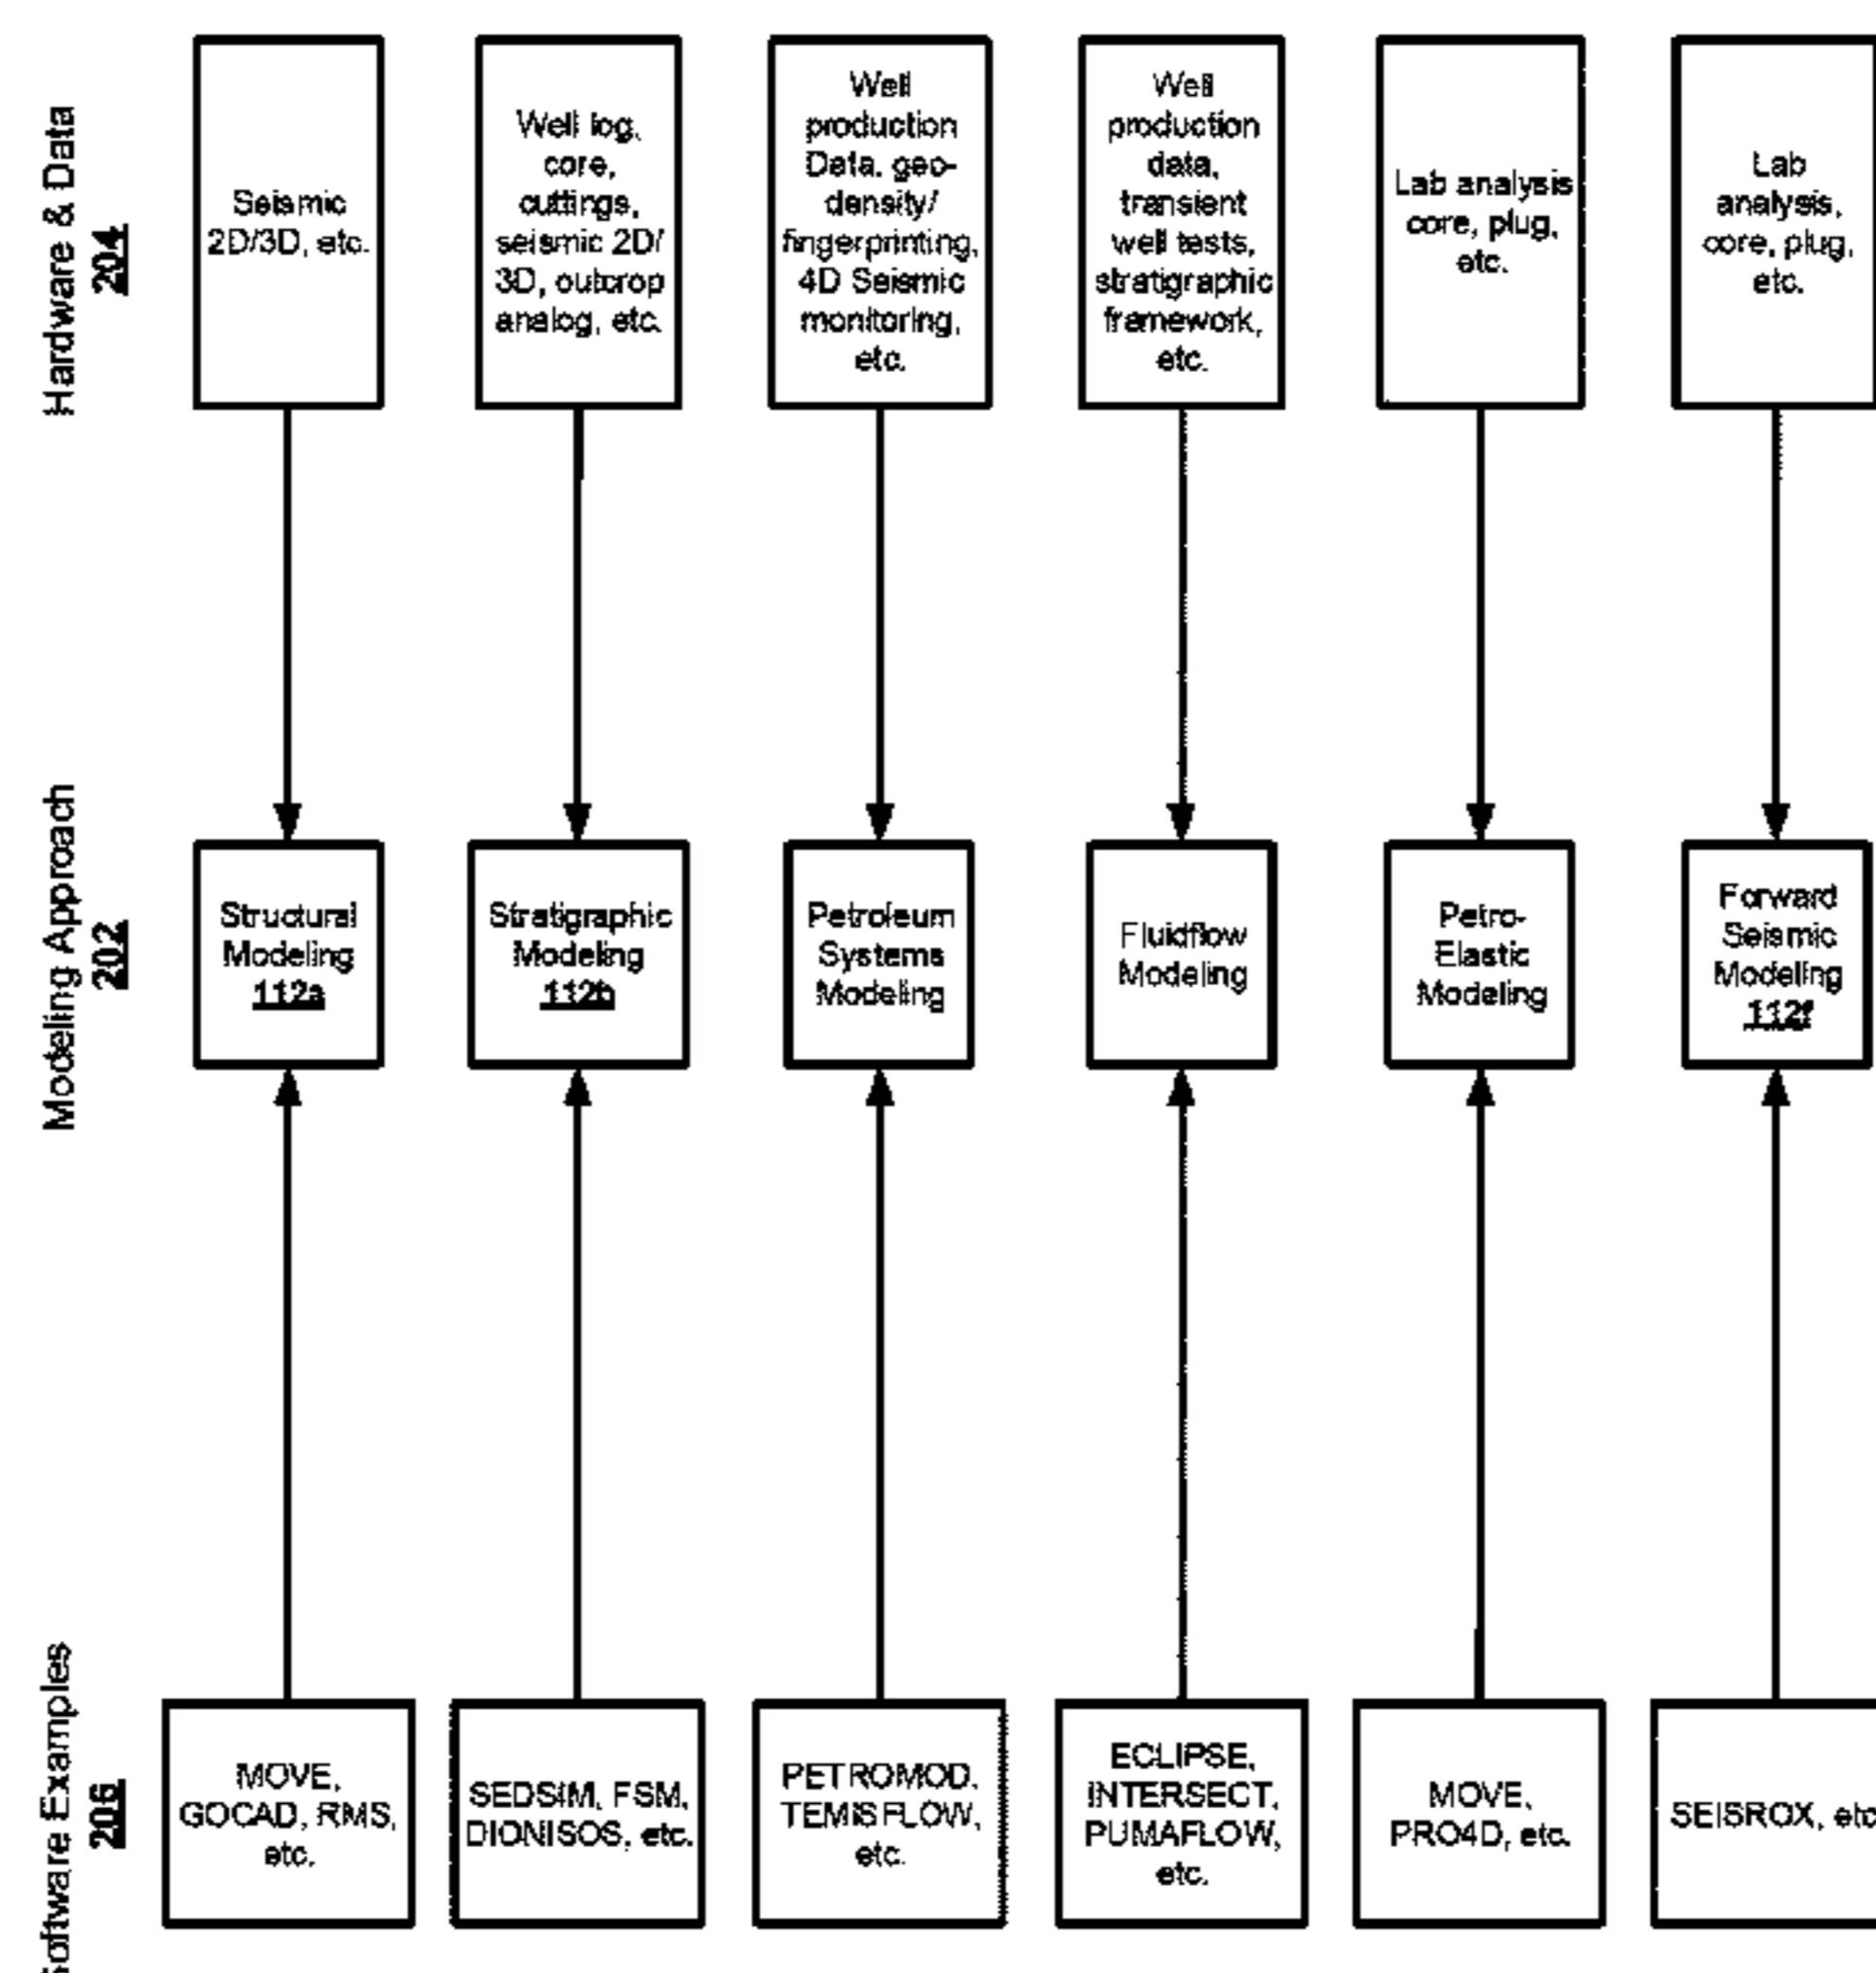 Hardware & Data
204
Seismic
2D/3D, etc.
Well log,
core,
cuttings,
seismic 2D/
3D, outcrop
analog, etc.
Well
production
Data, geo-
density/
fingerprinting,
4D Seismic
monitoring,
etc.
Well
production
data,
transient
well tests,
stratigraphic
framework,
etc.
Lab analysis
core, plug,
etc.
Lab
analysis,
core, plug,
etc.
Modeling Approach
202
Structural
Modeling
112a
Stratigraphic
Modeling
112b
Petroleum
Systems
Modeling
Fluidflow
Modeling
Petro-
Elastic
Modeling
Forward
Seismic
Modeling
112f
Software Examples
206
MOVE,
GOCAD, RMS,
etc.
SEDSIM, FSM,
DIONISOS, etc.
PETROMOD,
TEMISFLOW,
etc.
ECLIPSE,
INTERSECT,
PUMAFLOW,
etc.
MOVE,
PRO4D, etc.
SEISROX, etc